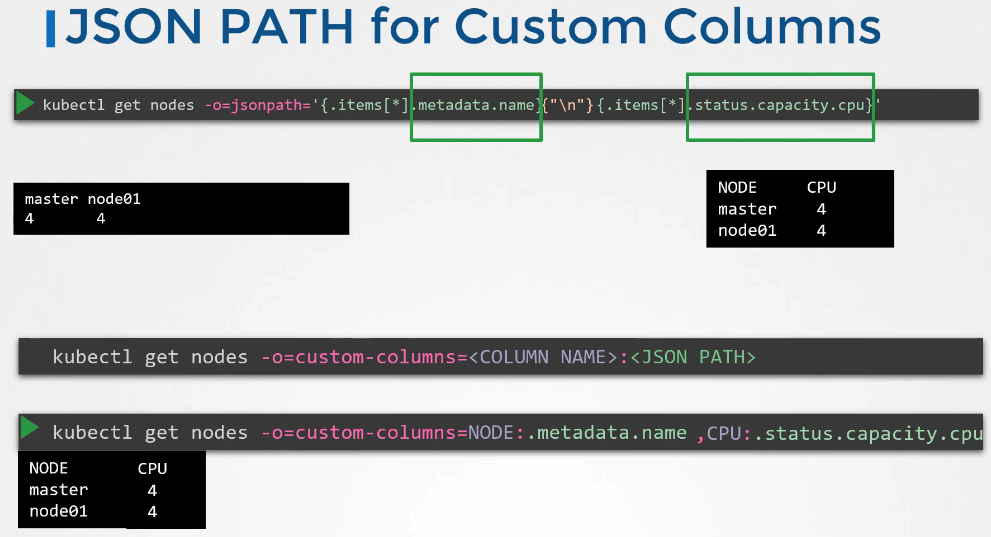 JSON PATH for Custom Columns
kubectl get nodes -o=jsonpath='{.items[*].metadata.name}{"\n"}{.items[*].status.capacity.cpu}'
master node01
4 4
NODE CPU
master 4
node01 4
kubectl get nodes -o=custom-columns=<COLUMN NAME>:<JSON PATH>
kubectl get nodes -o=custom-columns=NODE:.metadata.name ,CPU:.status.capacity.cpu
NODE CPU
master 4
node01 4